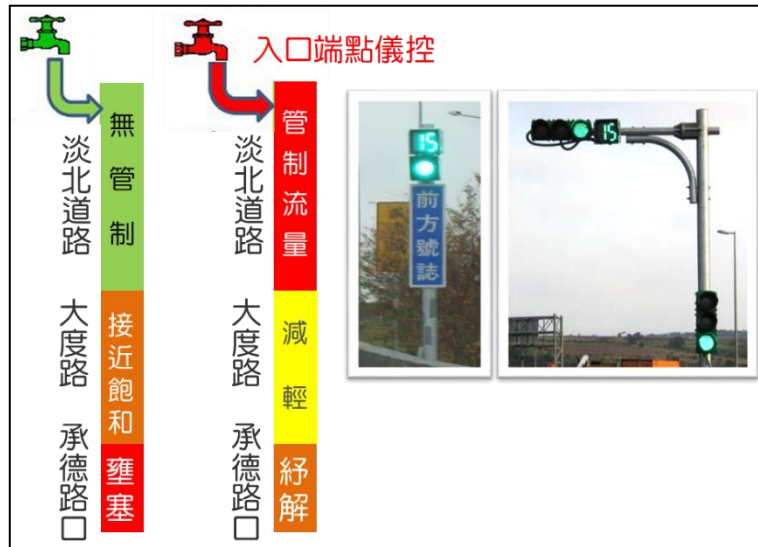 入口端點儀控
淡北道路
大度路
承德路口
無管制
接近飽和
壅塞
淡北道路
大度路
承德路口
管制流量
減輕
紓解
15
前方號誌
15